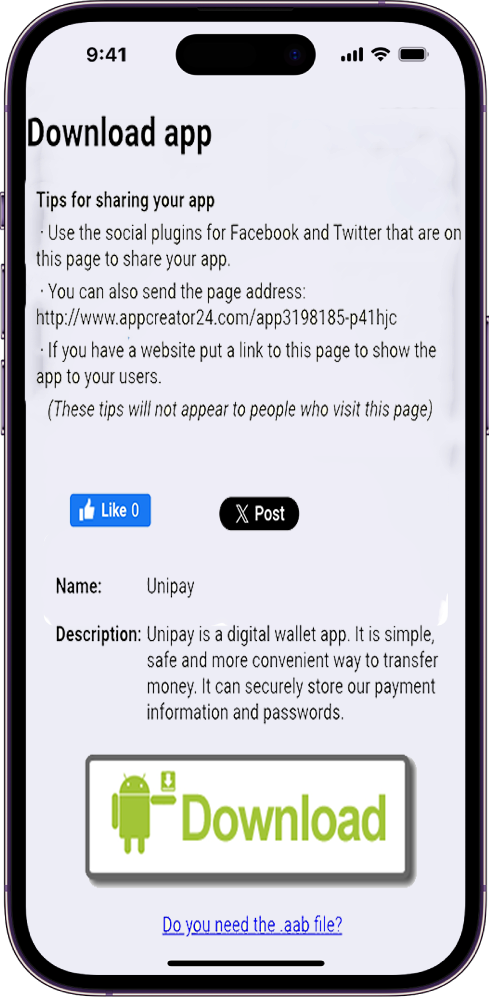 9:41
Download app
Tips for sharing your app
· Use the social plugins for Facebook and Twitter that are on
this page to share your app.
· You can also send the page address:
http://www.appcreator24.com/app3198185-p41hjc
· If you have a website put a link to this page to show the
app to your users.
(These tips will not appear to people who visit this page)
Like 0
X Post
Name: Unipay
Description: Unipay is a digital wallet app. It is simple,
safe and more convenient way to transfer
money. It can securely store our payment
information and passwords.
Download
Do you need the .aab file?